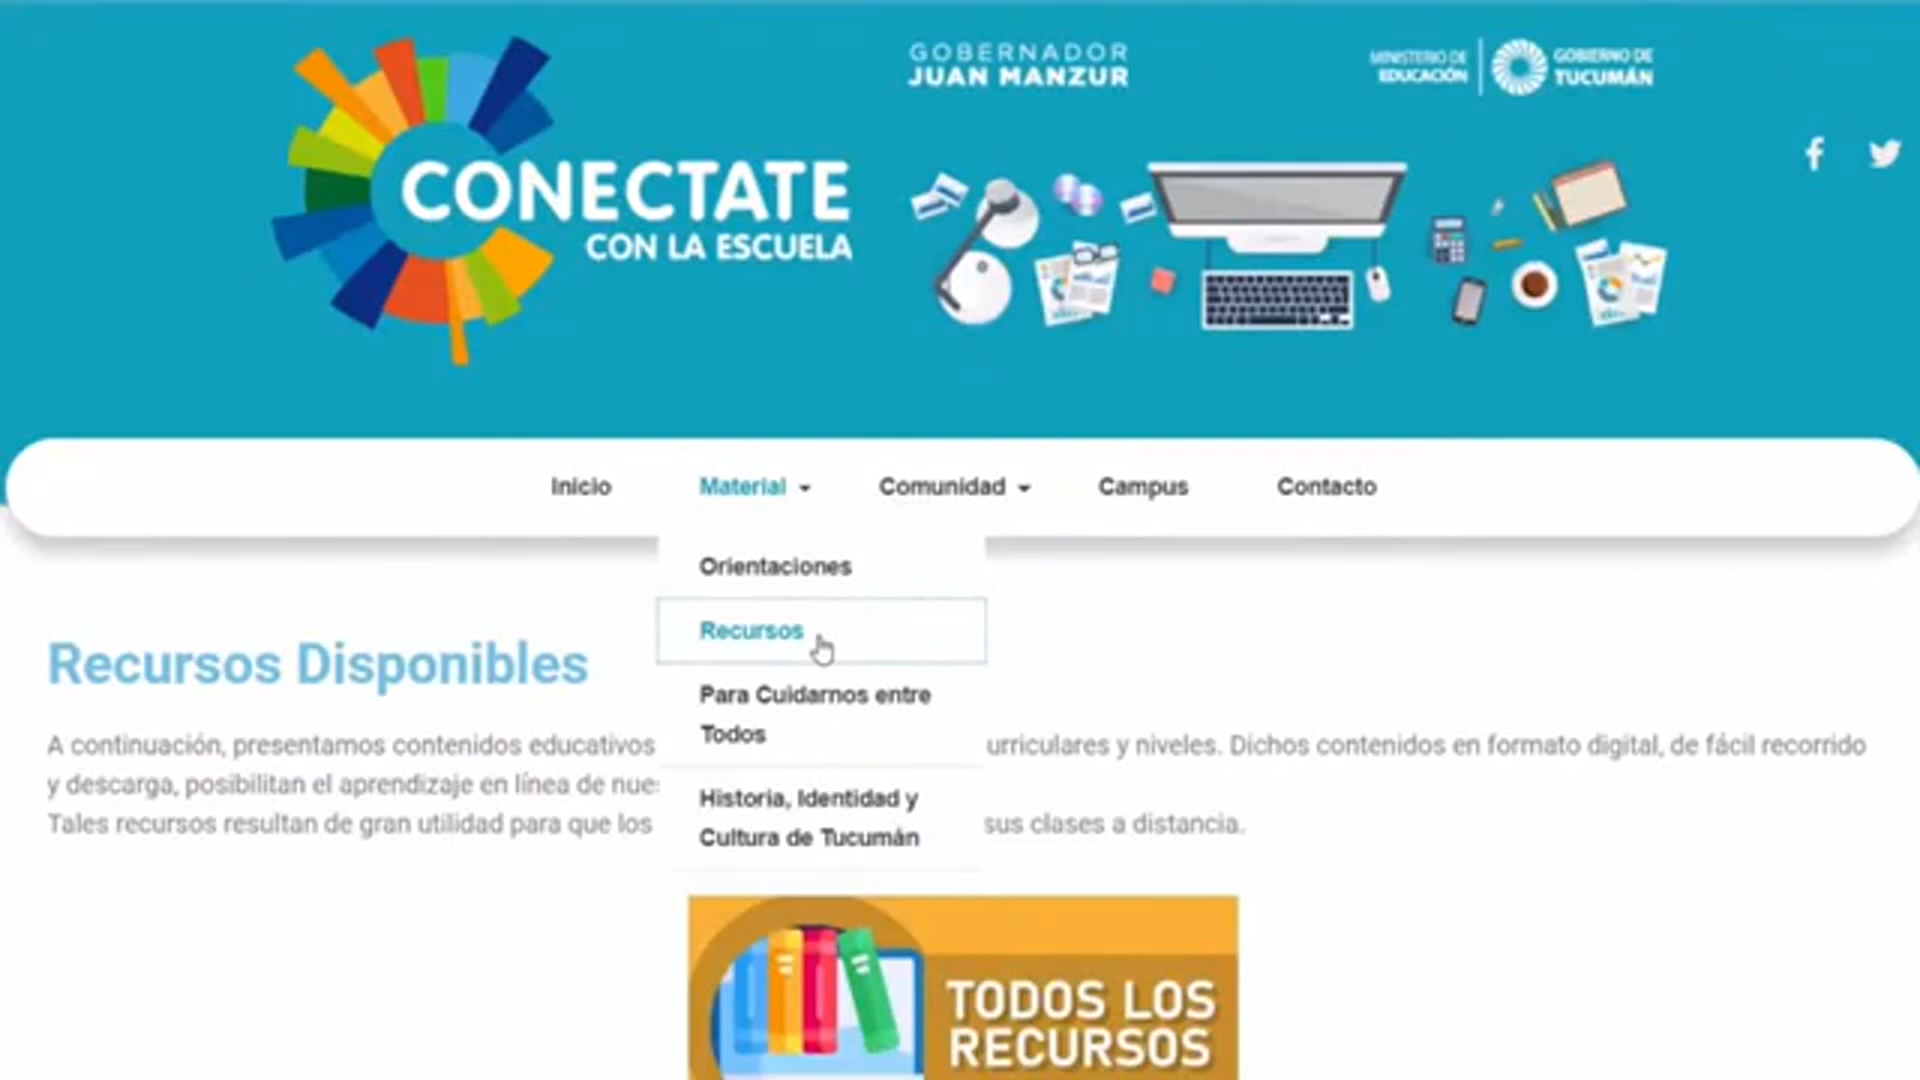 GOBERNADOR
JUAN MANZUR
MINISTERIO DE
EDUCACIÓN
GOBIERNO DE
TUCUMÁN
CONECTATE
CON LA ESCUELA
Inicio
Material
Comunidad
Campus
Contacto
Orientaciones
Recursos
Para Cuidarnos entre
Todos
Historia, Identidad y
Cultura de Tucumán
Recursos Disponibles
A continuación, presentamos contenidos educativos urriculares y niveles. Dichos contenidos en formato digital, de fácil recorrido
y descarga, posibilitan el aprendizaje en línea de nues
Tales recursos resultan de gran utilidad para que los sus clases a distancia.
TODOS LOS
RECURSOS